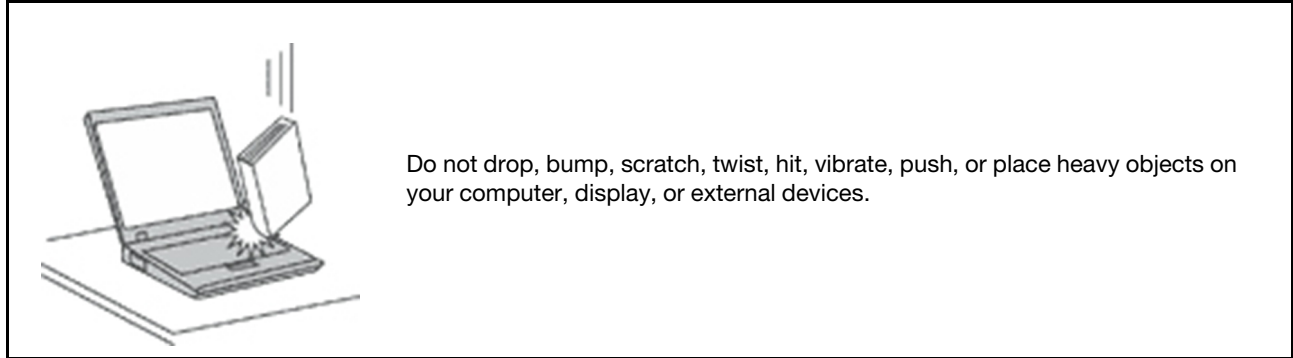 Do not drop, bump, scratch, twist, hit, vibrate, push, or place heavy objects on
your computer, display, or external devices.